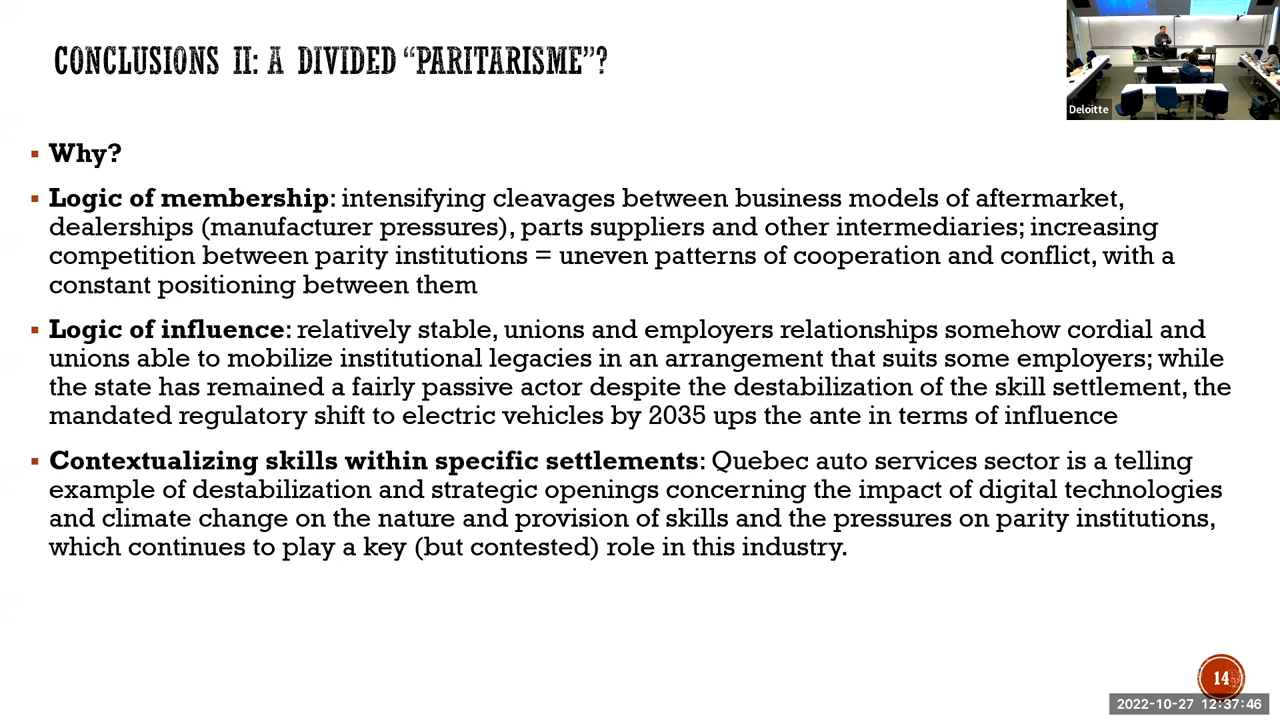 CONCLUSIONS II: A DIVIDED “PARITARISME”?
Deloitte
▪ Why?
▪ Logic of membership: intensifying cleavages between business models of aftermarket,
dealerships (manufacturer pressures), parts suppliers and other intermediaries; increasing
competition between parity institutions = uneven patterns of cooperation and conflict, with a
constant positioning between them
▪ Logic of influence: relatively stable, unions and employers relationships somehow cordial and
unions able to mobilize institutional legacies in an arrangement that suits some employers; while
the state has remained a fairly passive actor despite the destabilization of the skill settlement, the
mandated regulatory shift to electric vehicles by 2035 ups the ante in terms of influence
▪ Contextualizing skills within specific settlements: Quebec auto services sector is a telling
example of destabilization and strategic openings concerning the impact of digital technologies
and climate change on the nature and provision of skills and the pressures on parity institutions,
which continues to play a key (but contested) role in this industry.
14
2022-10-27 12:37:46